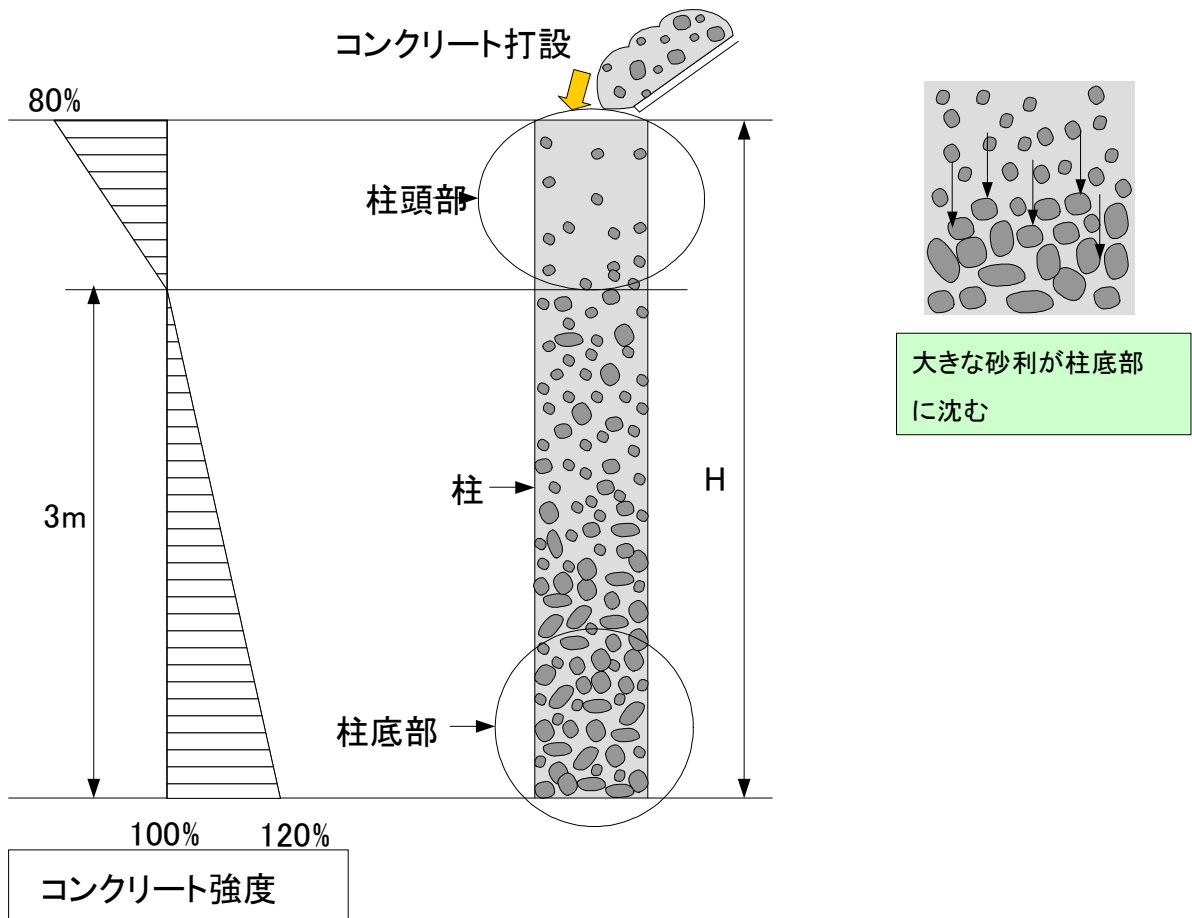 コンクリート打設
80%
柱頭部
大きな砂利が柱底部
に沈む
柱
H
3m
柱底部
100%
120%
コンクリート強度